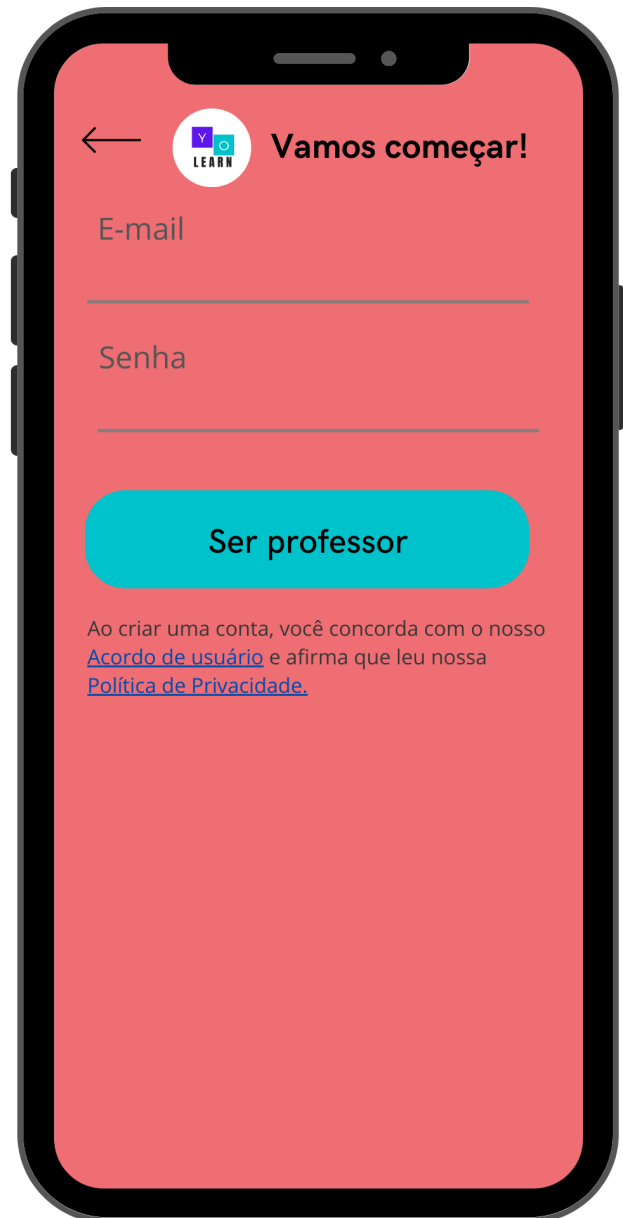 Y
O
LEARN
Vamos começar!
E-mail
Senha
Ser professor
Ao criar uma conta, você concorda com o nosso
Acordo de usuário e afirma que leu nossa
Política de Privacidade.